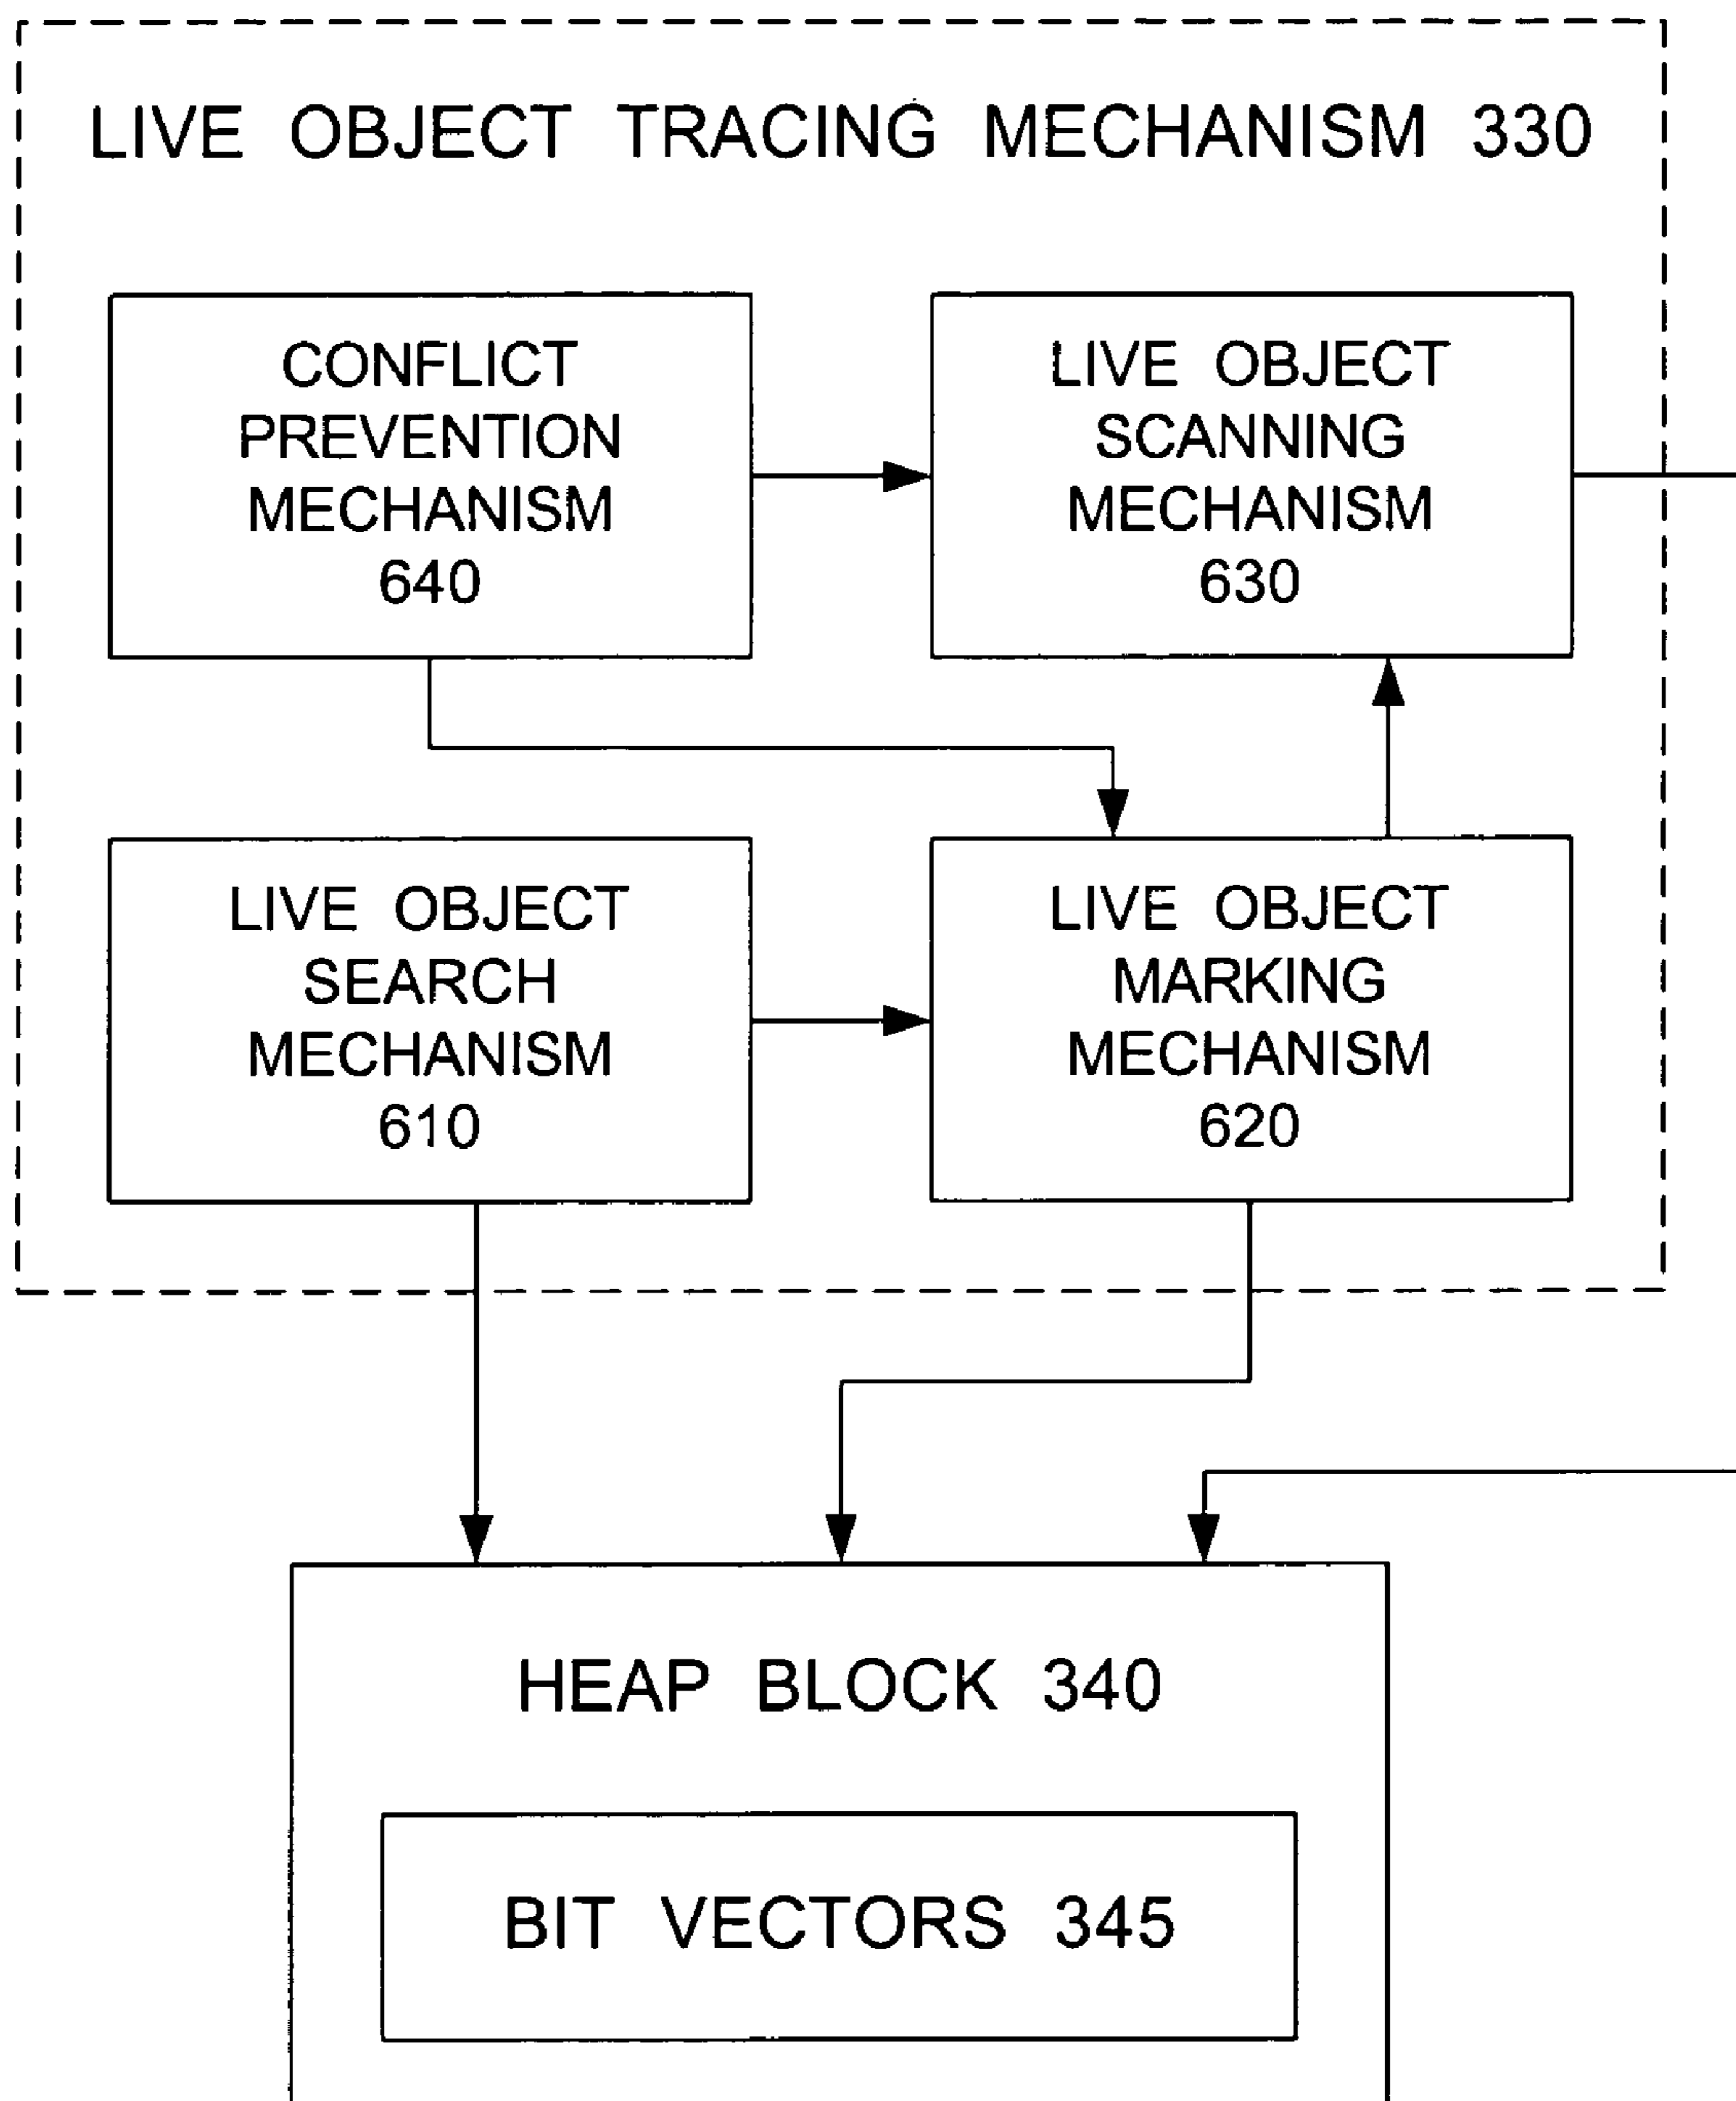 LIVE OBJECT TRACING MECHANISM 330
CONFLICT
PREVENTION
MECHANISM
640
LIVE OBJECT
SCANNING
MECHANISM
630
LIVE OBJECT
SEARCH
MECHANISM
610
LIVE OBJECT
MARKING
MECHANISM
620
HEAP BLOCK 340
BIT VECTORS 345